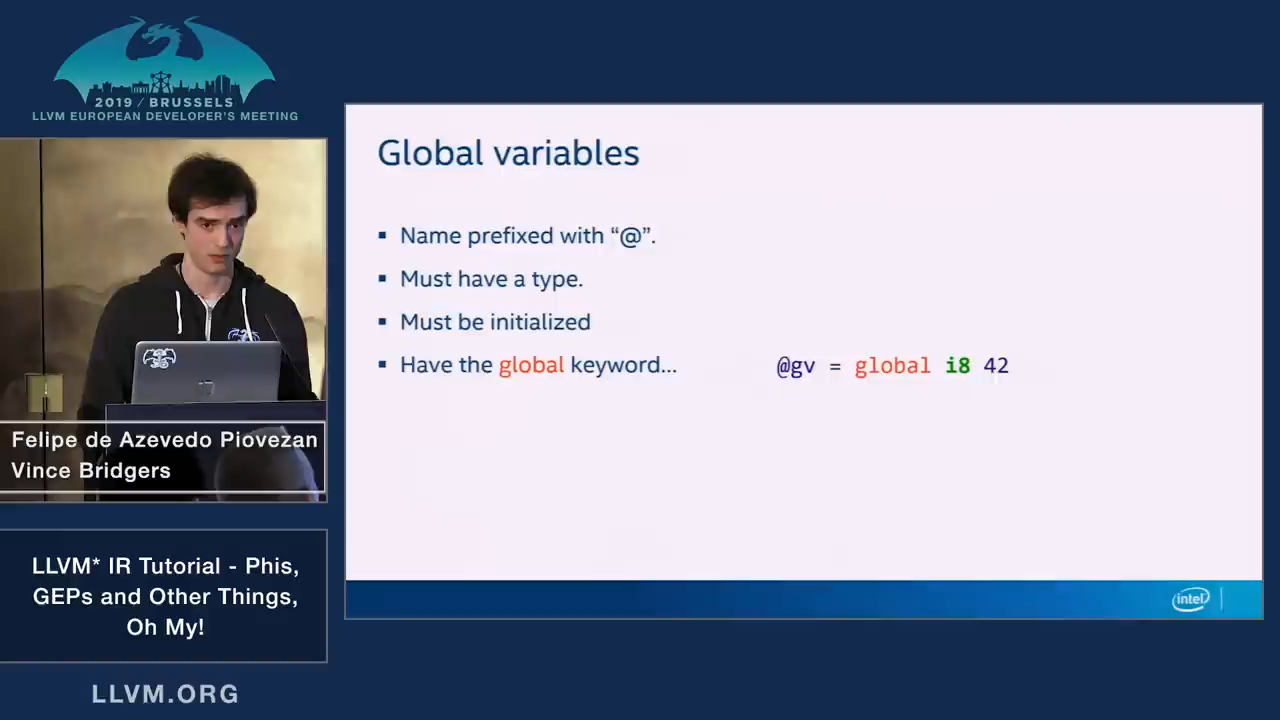 2019 / BRUSSELS
LLVM EUROPEAN DEVELOPER'S MEETING
Felipe de Azevedo Piovezan
Vince Bridgers
LLVM* IR Tutorial - Phis,
GEPs and Other Things,
Oh My!
LLVM.ORG
Global variables
▪ Name prefixed with “@”.
▪ Must have a type.
▪ Must be initialized
▪ Have the global keyword...
@gv = global i8 42
intel